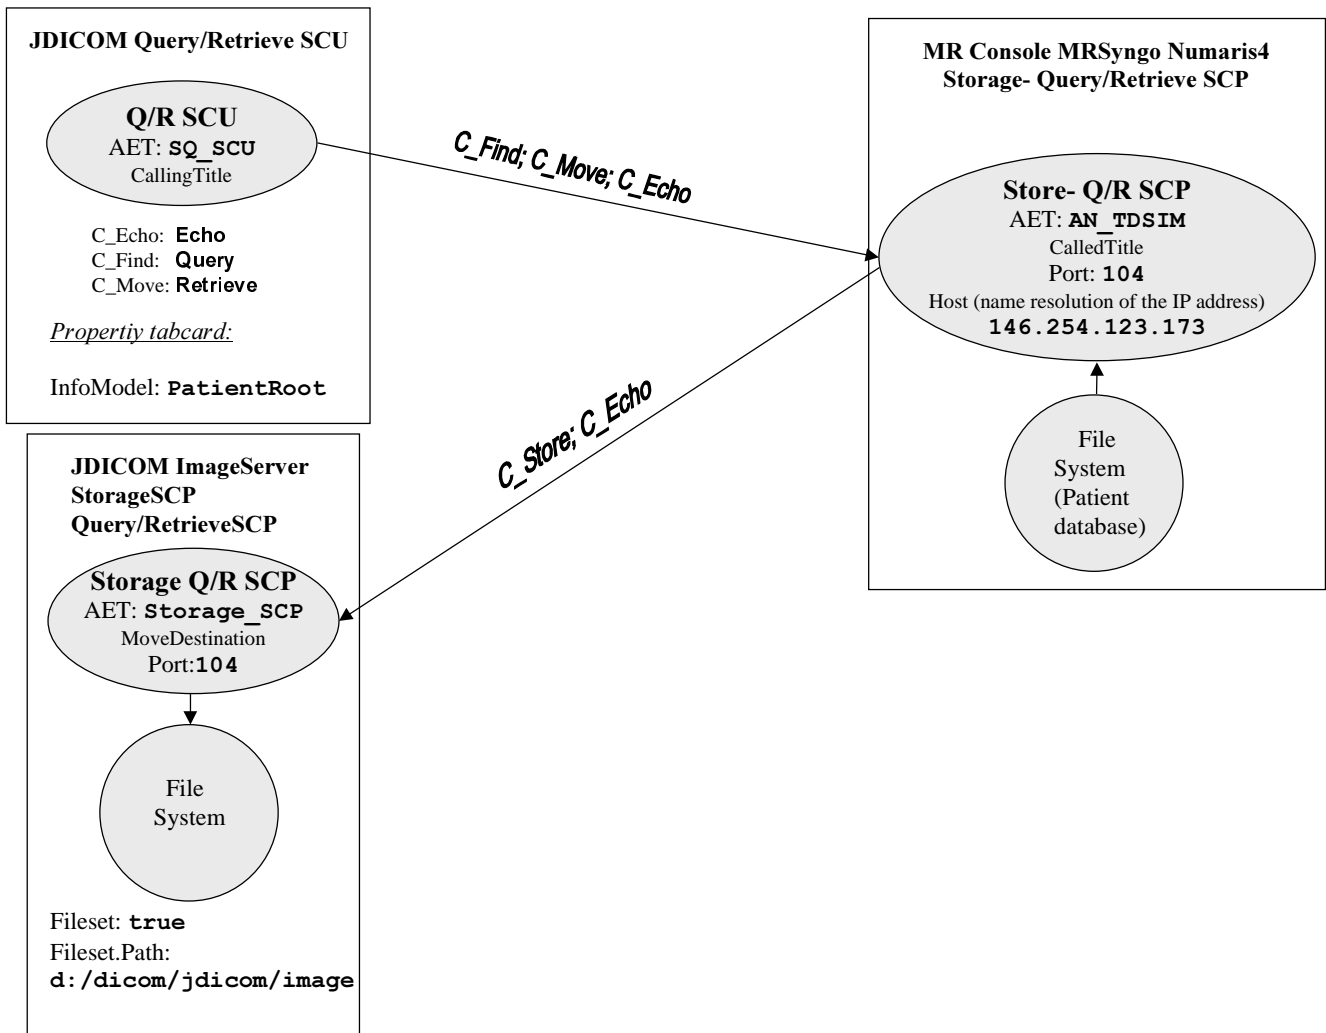 JDICOM Query/Retrieve SCU
Q/R SCU
AET: SQ_SCU
CallingTitle
C_Echo: Echo
C_Find: Query
C_Move: Retrieve
Propertiy tabcard:
InfoModel: PatientRoot
C_Find; C_Move; C_Echo
MR Console MRSyngo Numaris4
Storage- Query/Retrieve SCP
Store- Q/R SCP
AET: AN_TDSIM
CalledTitle
Port: 104
Host (name resolution of the IP address)
146.254.123.173
File
System
(Patient
database)
C_Store; C_Echo
JDICOM ImageServer
StorageSCP
Query/RetrieveSCP
Storage Q/R SCP
AET: Storage_SCP
MoveDestination
Port:104
File
System
Fileset: true
Fileset.Path:
d:/dicom/jdicom/image